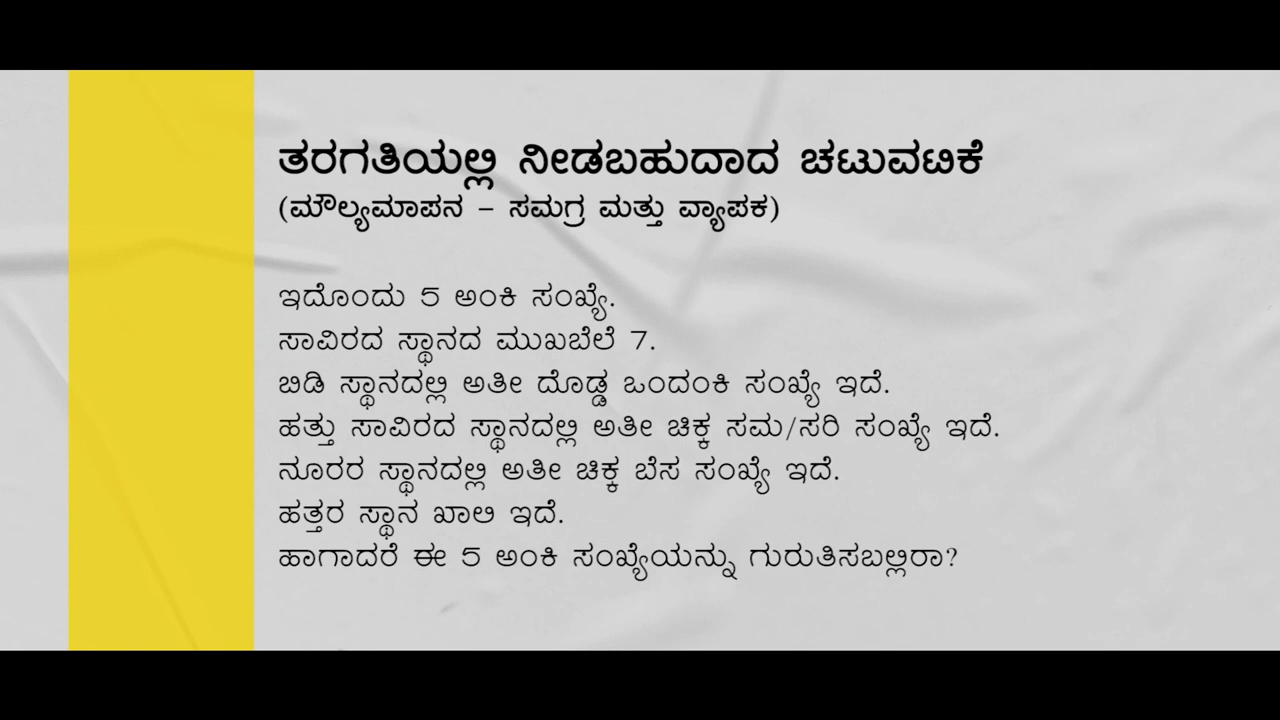 ತರಗತಿಯಲ್ಲಿ ನೀಡಬಹುದಾದ ಚಟುವಟಿಕೆ
(ಮೌಲ್ಯಮಾಪನ – ಸಮಗ್ರ ಮತ್ತು ವ್ಯಾಪಕ)
ಇದೊಂದು 5 ಅಂಕಿ ಸಂಖ್ಯೆ.
ಸಾವಿರದ ಸ್ಥಾನದ ಮುಖಬೆಲೆ 7.
ಬಿಡಿ ಸ್ಥಾನದಲ್ಲಿ ಅತೀ ದೊಡ್ಡ ಒಂದಂಕಿ ಸಂಖ್ಯೆ ಇದೆ.
ಹತ್ತು ಸಾವಿರದ ಸ್ಥಾನದಲ್ಲಿ ಅತೀ ಚಿಕ್ಕ ಸಮ/ಸರಿ ಸಂಖ್ಯೆ ಇದೆ.
ನೂರರ ಸ್ಥಾನದಲ್ಲಿ ಅತೀ ಚಿಕ್ಕ ಬೆಸ ಸಂಖ್ಯೆ ಇದೆ.
ಹತ್ತರ ಸ್ಥಾನ ಖಾಲಿ ಇದೆ.
ಹಾಗಾದರೆ ಈ 5 ಅಂಕಿ ಸಂಖ್ಯೆಯನ್ನು ಗುರುತಿಸಬಲ್ಲಿರಾ?